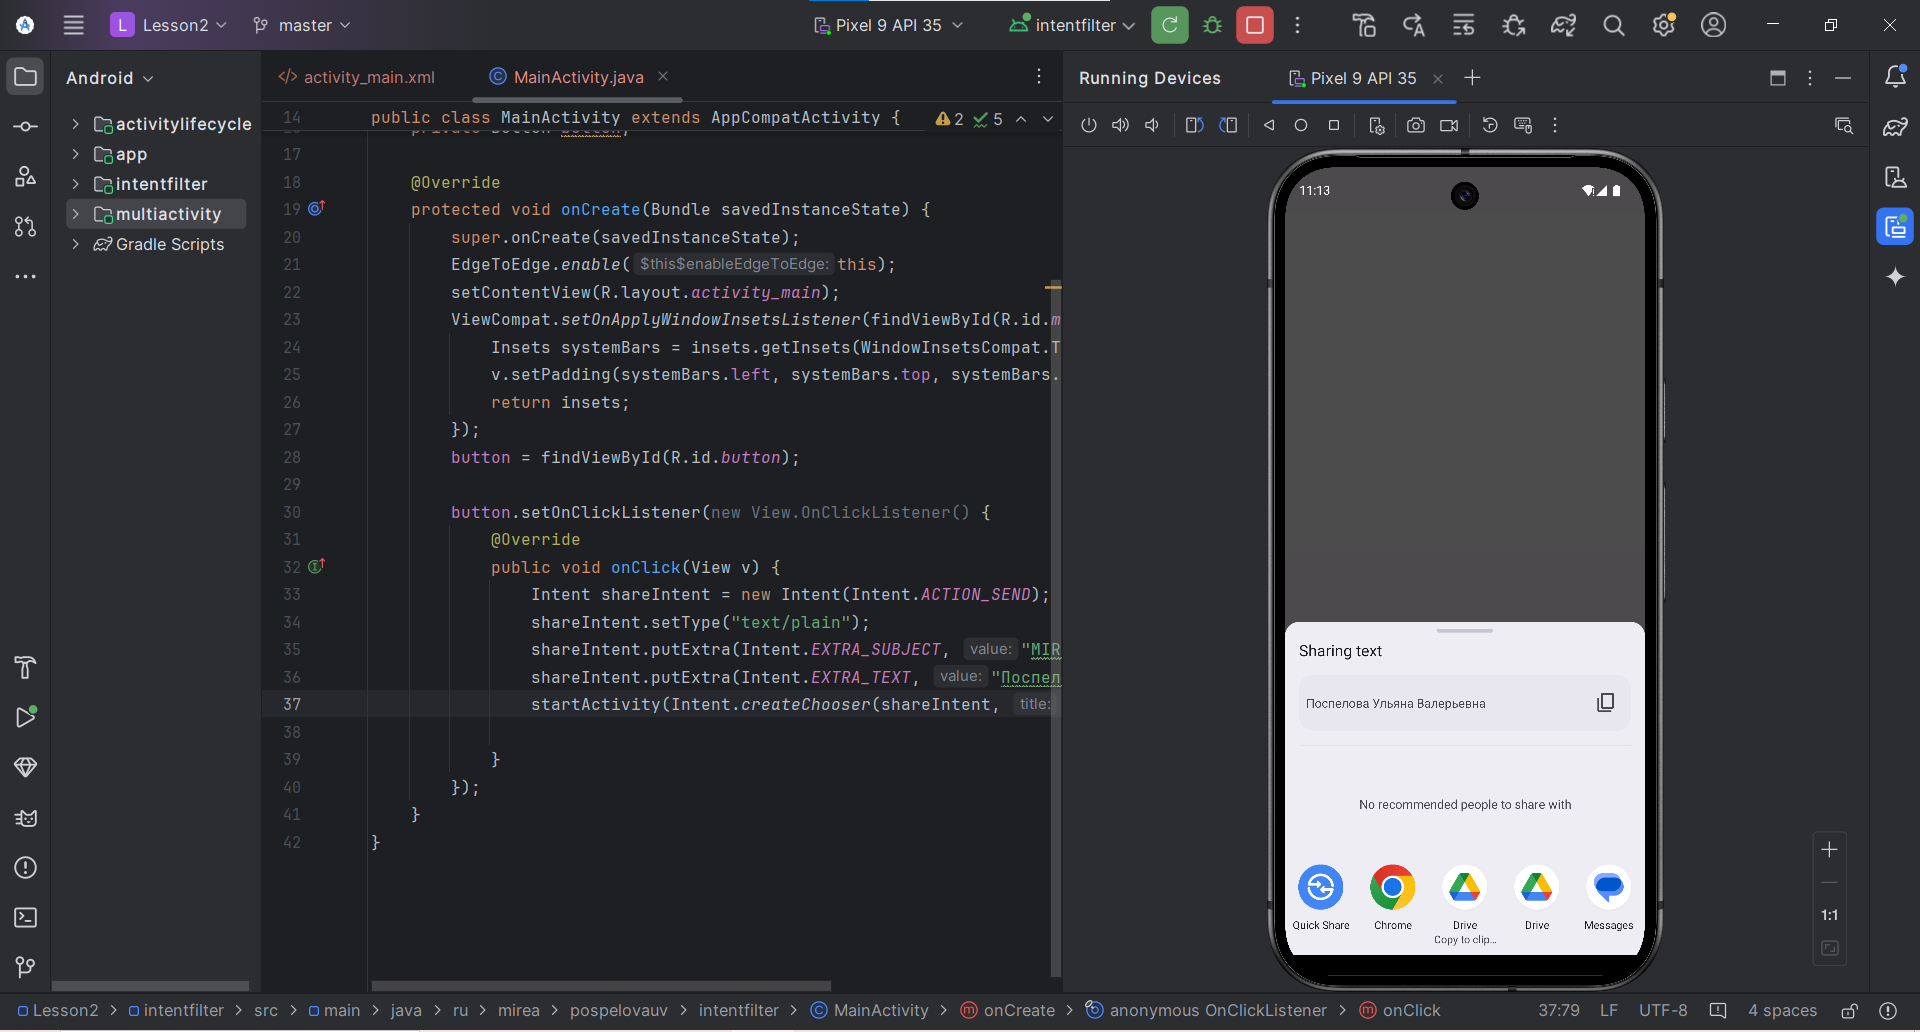 L Lesson2 master Pixel 9 API 35 intentfilter
Android
activitylifecycle
app
intentfilter
multiactivity
Gradle Scripts
activity_main.xml MainActivity.java
14 public class MainActivity extends AppCompatActivity { 2 5
17
18 @Override
19 protected void onCreate(Bundle savedInstanceState) {
20 super.onCreate(savedInstanceState);
21 EdgeToEdge.enable( $this$enableEdgeToEdge: this);
22 setContentView(R.layout.activity_main);
23 ViewCompat.setOnApplyWindowInsetsListener(findViewById(R.id.m
24 Insets systemBars = insets.getInsets(WindowInsetsCompat.T
25 v.setPadding(systemBars.left, systemBars.top, systemBars.
26 return insets;
27 });
28 button = findViewById(R.id.button);
29
30 button.setOnClickListener(new View.OnClickListener() {
31 @Override
32 public void onClick(View v) {
33 Intent shareIntent = new Intent(Intent.ACTION_SEND);
34 shareIntent.setType("text/plain");
35 shareIntent.putExtra(Intent.EXTRA_SUBJECT, value: "MIR
36 shareIntent.putExtra(Intent.EXTRA_TEXT, value: "Поспел
37 startActivity(Intent.createChooser(shareIntent, title:
38
39 }
40 });
41 }
42 }
Running Devices Pixel 9 API 35
11:13
Sharing text
Поспелова Ульяна Валерьевна
No recommended people to share with
Quick Share Chrome Drive Drive Messages
Copy to clip...
1:1
Lesson2 > intentfilter > src > main > java > ru > mirea > pospelovauv > intentfilter > MainActivity > onCreate > anonymous OnClickListener > onClick 37:79 LF UTF-8 4 spaces